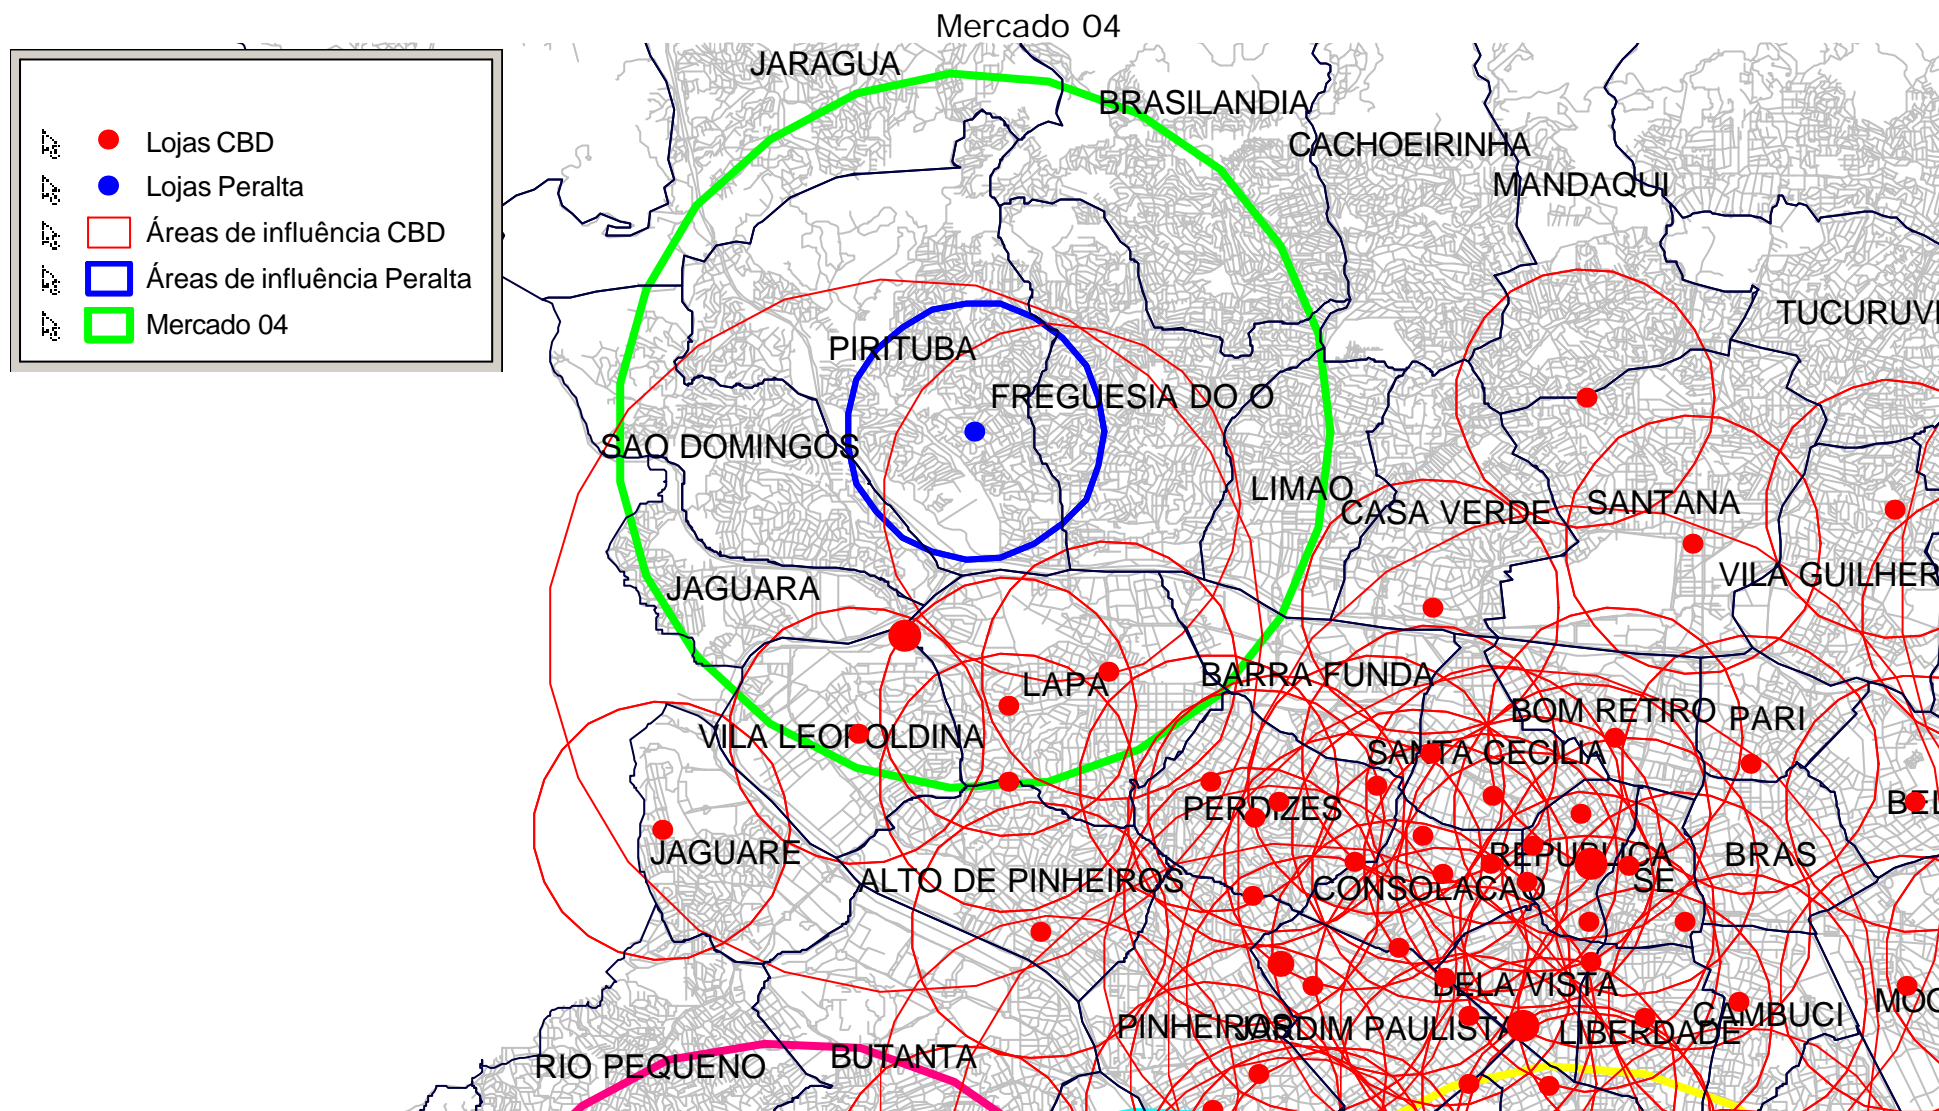 Mercado 04
JARAGUA
BRASILANDIA
Lojas CBD
CACHOEIRINHA
Lojas Peralta
MANDAQUI
Áreas de influência CBD
Áreas de influência Peralta
TUCURUVI
Mercado 04
PIRITUBA
FREGUESIA DO O
SAO DOMINGOS
LIMAO
SANTANA
CASA VERDE
VILA GUILHER
JAGUARA
BARRA FUNDA
LAPA
BOM RETIRO
PARI
VILA LEOPOLDINA
SANTA CECILIA
PERDIZES
BEL
JAGUARE
REPUBLICA
BRAS
ALTO DE PINHEIROS
CONSOLACAO
SE
BELA VISTA
MOO
CAMBUCI
PINHEIROS
JARDIM PAULISTA
LIBERDADE
BUTANTA
RIO PEQUENO